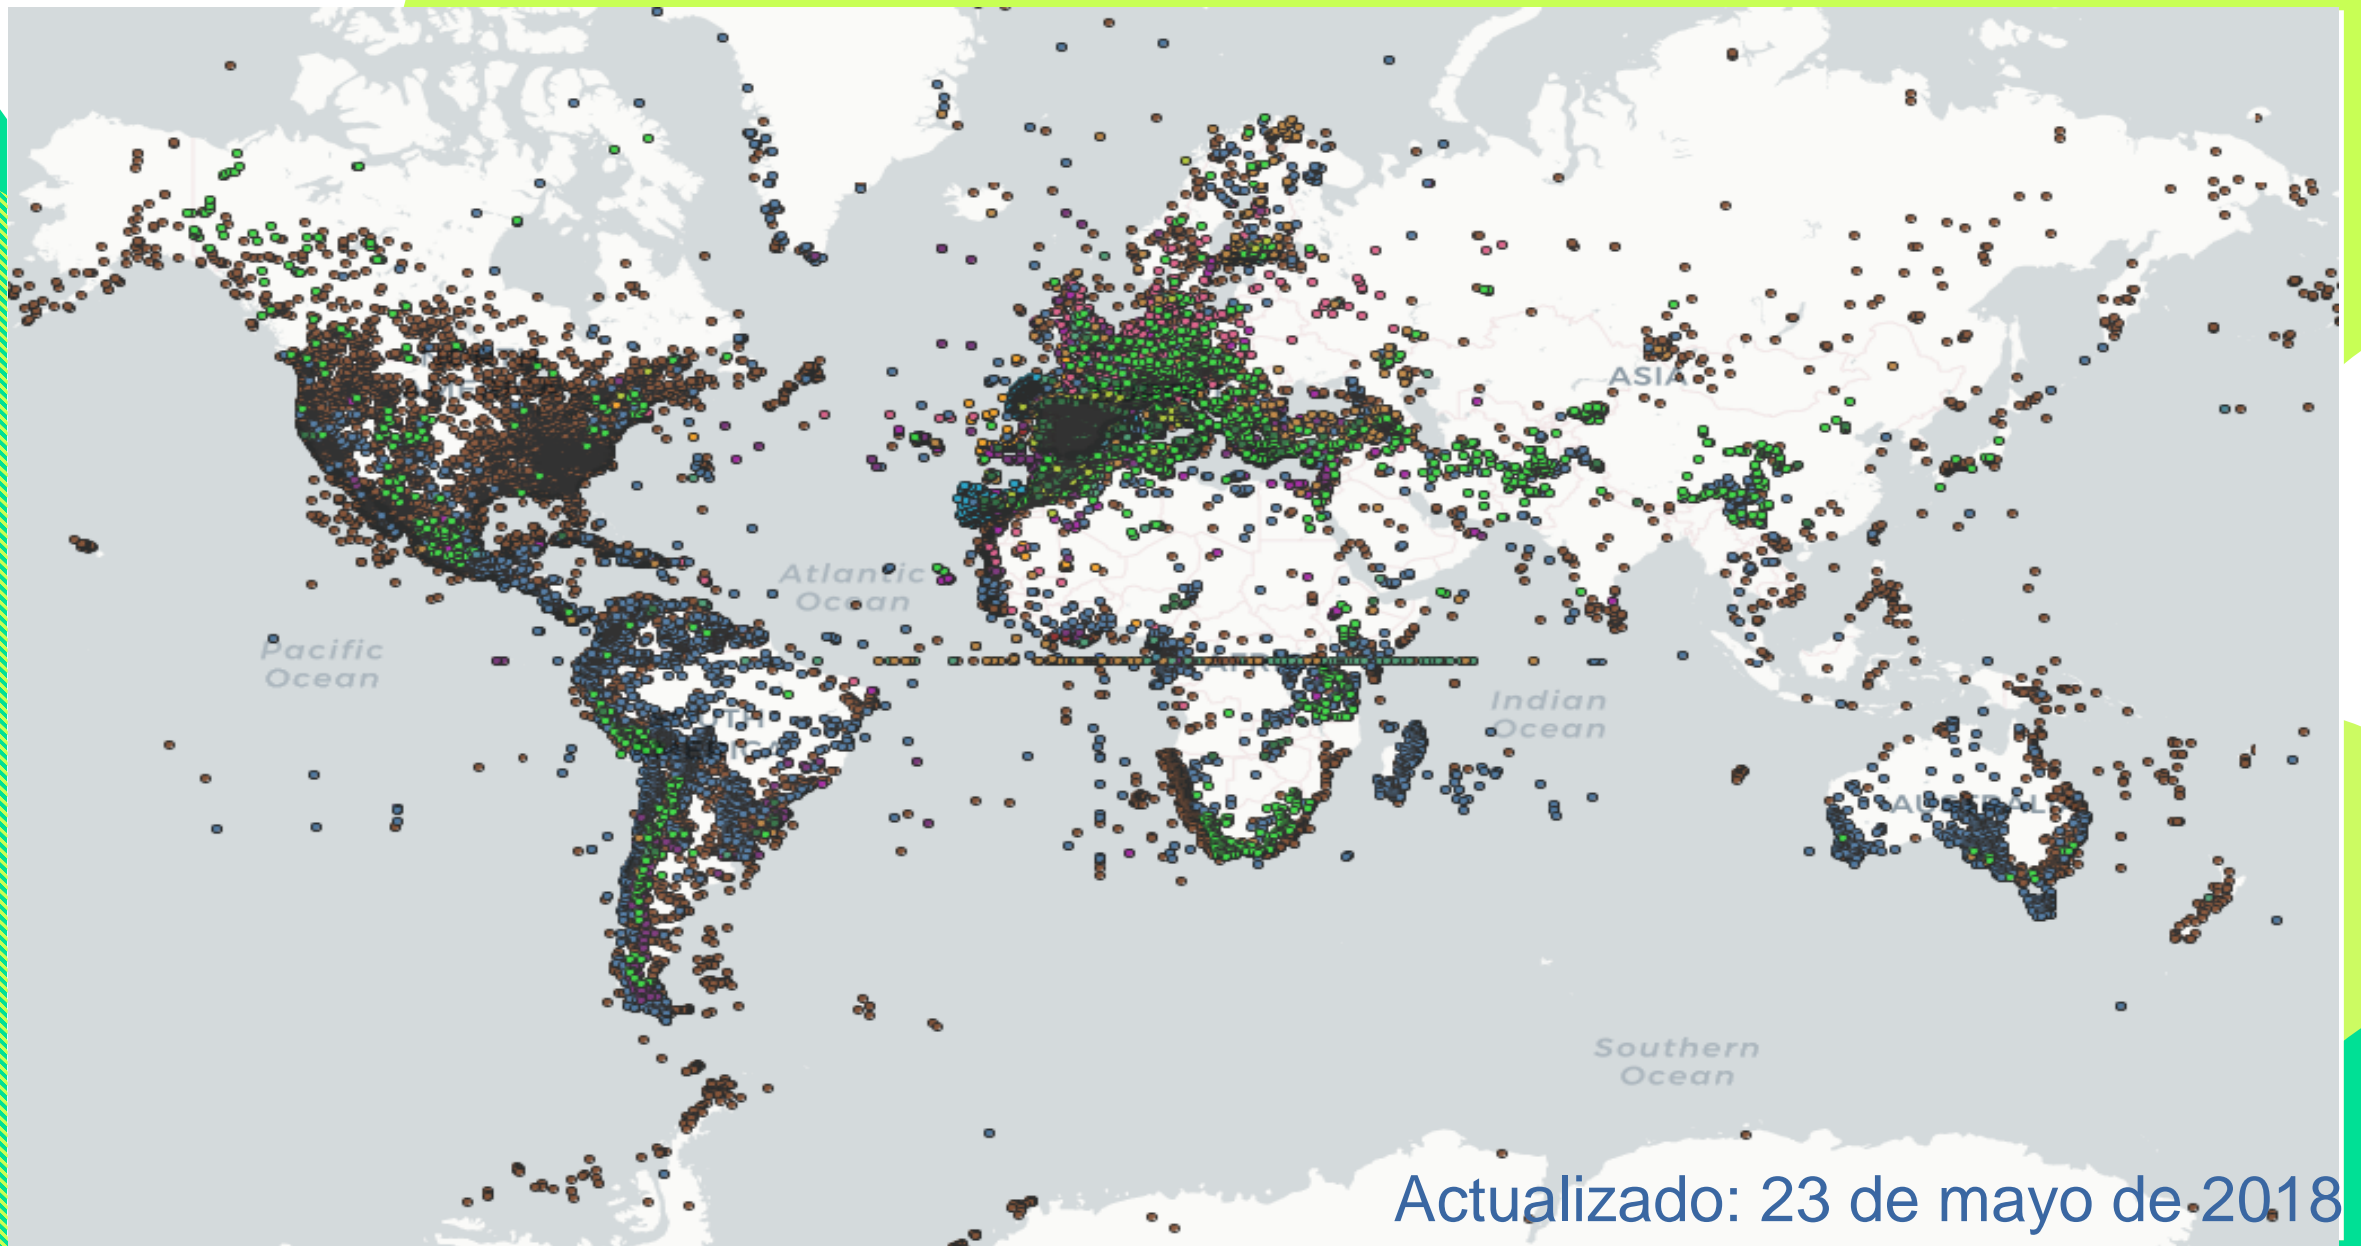 ASIA
Atlantic
Ocean
Pacific
Ocean
Indian
Ocean
Southern
Ocean
Actualizado: 23 de mayo de 2018